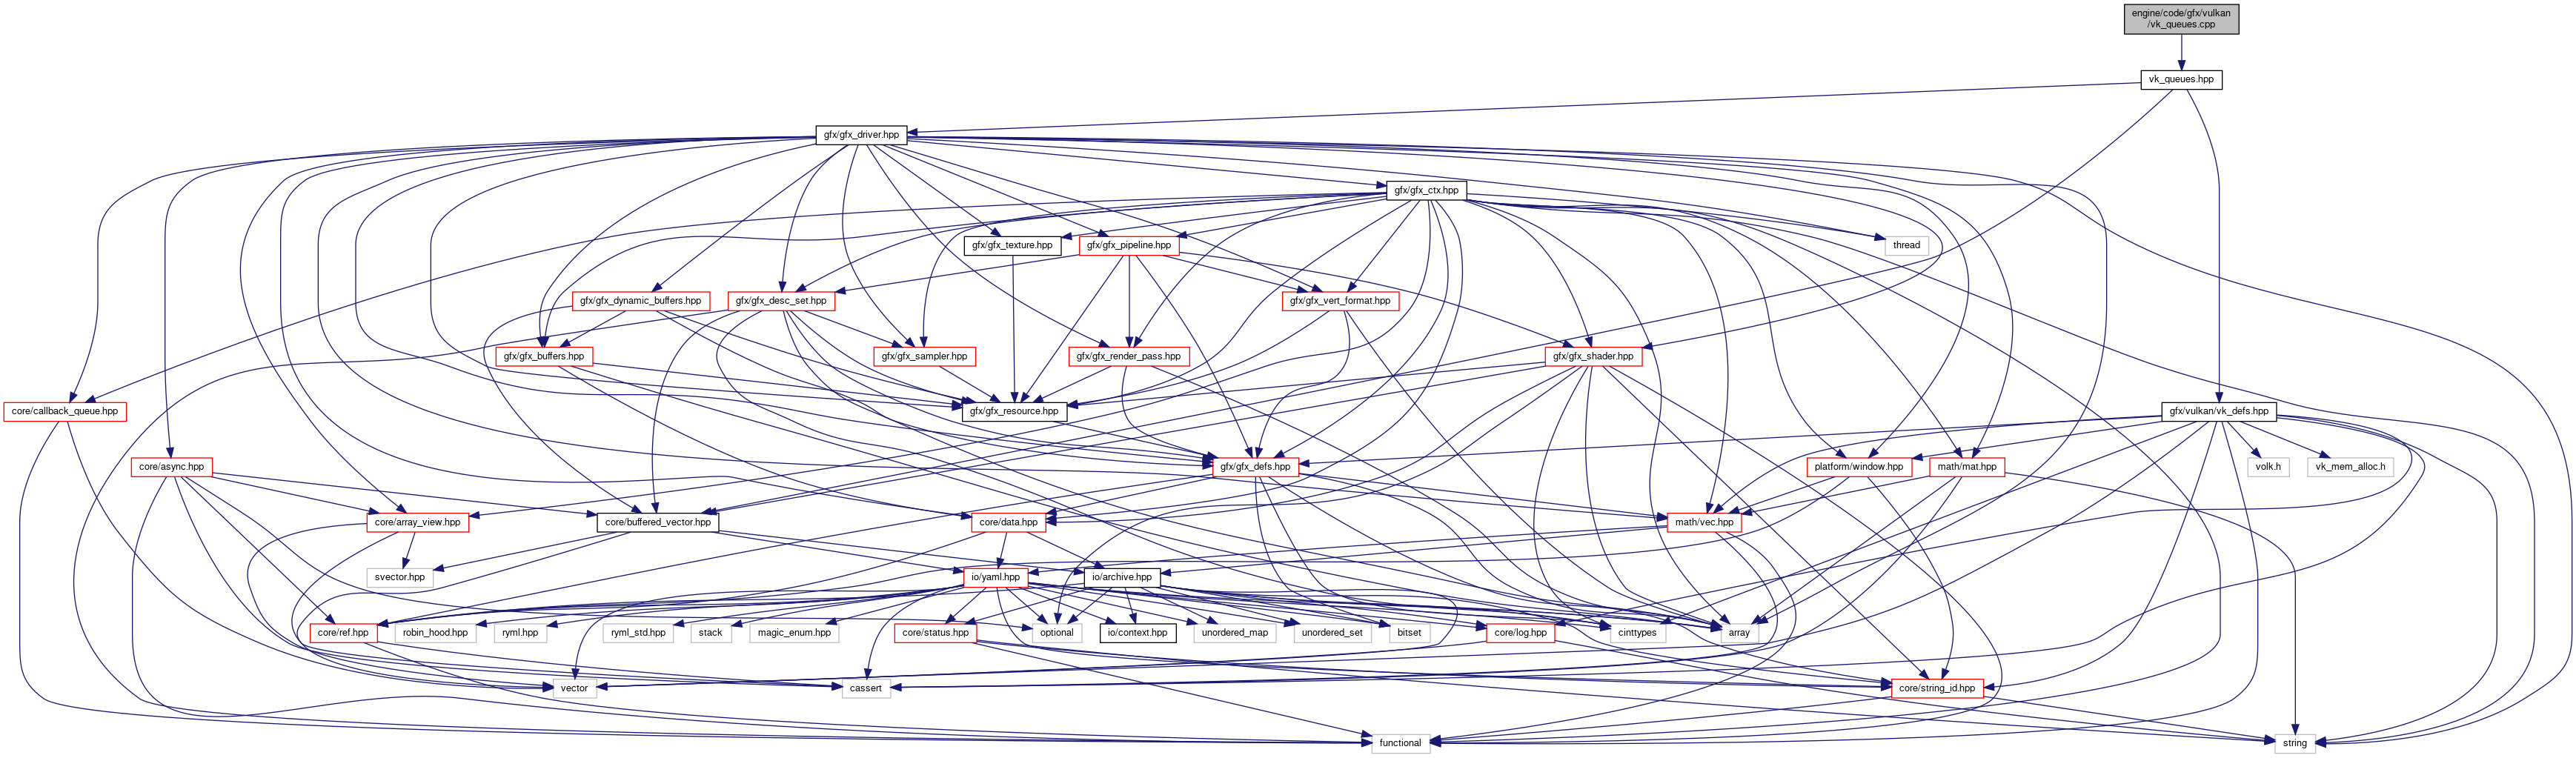 engine/code/gfx/vulkan
/vk_queues.cpp
vk_queues.hpp
gfx/gfx_driver.hpp
gfx/gfx_ctx.hpp
gfx/gfx_texture.hpp
gfx/gfx_pipeline.hpp
thread
gfx/gfx_dynamic_buffers.hpp
gfx/gfx_desc_set.hpp
gfx/gfx_vert_format.hpp
gfx/gfx_buffers.hpp
gfx/gfx_sampler.hpp
gfx/gfx_render_pass.hpp
gfx/gfx_shader.hpp
core/callback_queue.hpp
gfx/gfx_resource.hpp
gfx/vulkan/vk_defs.hpp
core/async.hpp
gfx/gfx_defs.hpp
platform/window.hpp
math/mat.hpp
volk.h
vk_mem_alloc.h
core/array_view.hpp
core/buffered_vector.hpp
core/data.hpp
math/vec.hpp
svector.hpp
io/yaml.hpp
io/archive.hpp
core/ref.hpp
robin_hood.hpp
ryml.hpp
ryml_std.hpp
stack
magic_enum.hpp
core/status.hpp
optional
io/context.hpp
unordered_map
unordered_set
bitset
core/log.hpp
cinttypes
array
vector
cassert
core/string_id.hpp
functional
string